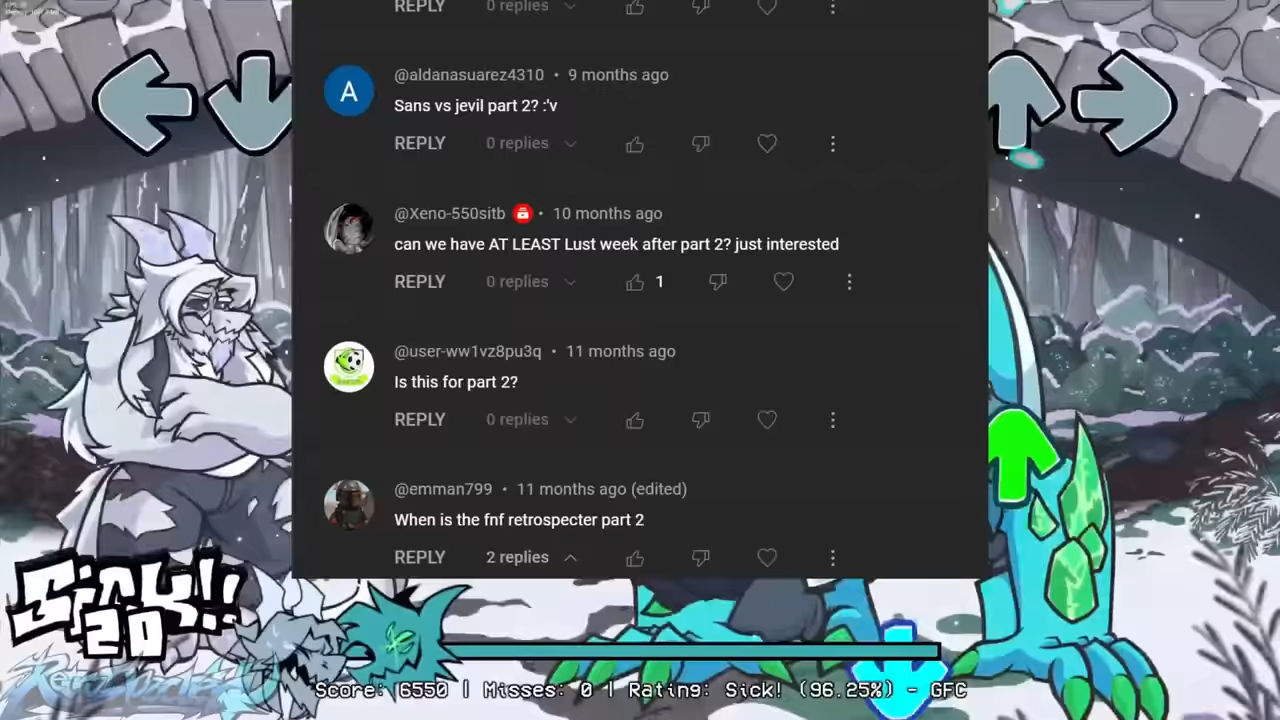 REPLY 0 replies
@aldanasuarez4310 • 9 months ago
A
Sans vs jevil part 2? :'v
REPLY 0 replies
@Xeno-550sitb • 10 months ago
can we have AT LEAST Lust week after part 2? just interested
REPLY 0 replies 1
@user-ww1vz8pu3q • 11 months ago
Is this for part 2?
REPLY 0 replies
@emman799 • 11 months ago (edited)
When is the fnf retrospecter part 2
REPLY 2 replies
SiCK!!
20
Score: 6550 | Misses: 0 | Rating: Sick! (96.25%) - GFC